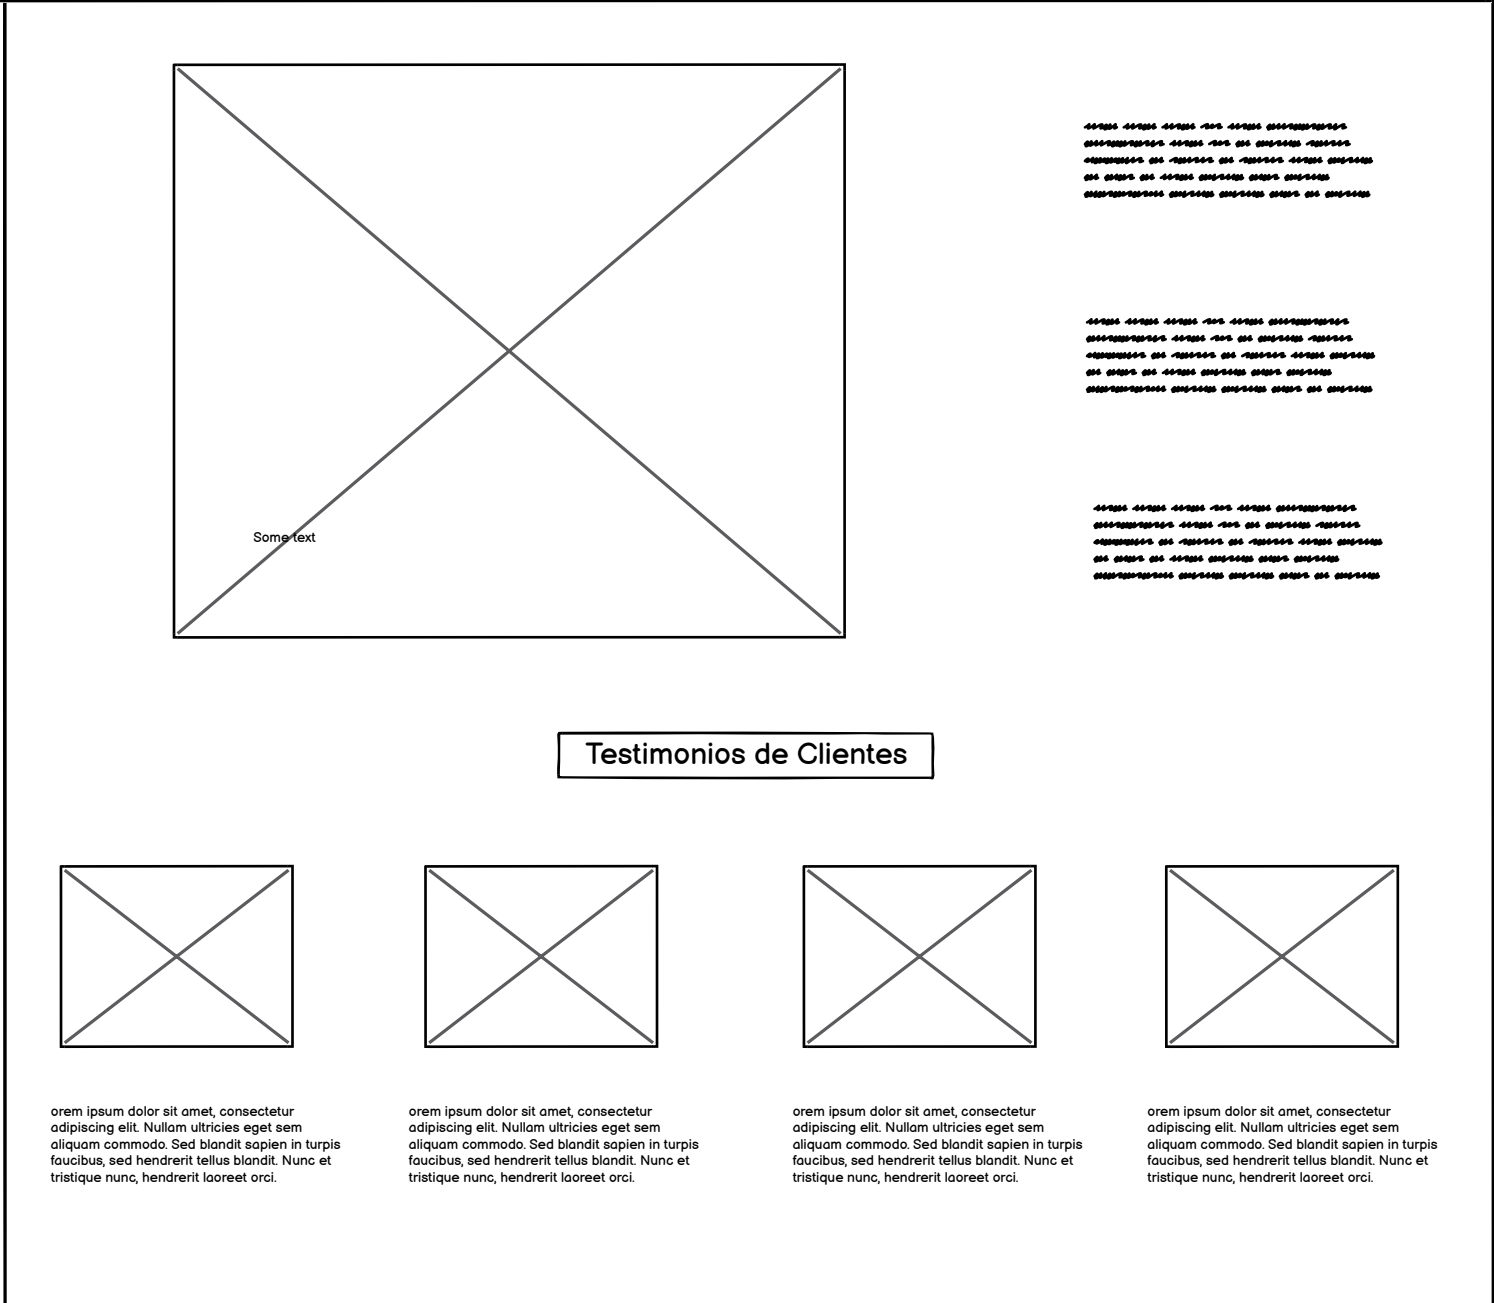 Some text
Testimonios de Clientes
orem ipsum dolor sit amet, consectetur
adipiscing elit. Nullam ultricies eget sem
aliquam commodo. Sed blandit sapien in turpis
faucibus, sed hendrerit tellus blandit. Nunc et
tristique nunc, hendrerit laoreet orci.
orem ipsum dolor sit amet, consectetur
adipiscing elit. Nullam ultricies eget sem
aliquam commodo. Sed blandit sapien in turpis
faucibus, sed hendrerit tellus blandit. Nunc et
tristique nunc, hendrerit laoreet orci.
orem ipsum dolor sit amet, consectetur
adipiscing elit. Nullam ultricies eget sem
aliquam commodo. Sed blandit sapien in turpis
faucibus, sed hendrerit tellus blandit. Nunc et
tristique nunc, hendrerit laoreet orci.
orem ipsum dolor sit amet, consectetur
adipiscing elit. Nullam ultricies eget sem
aliquam commodo. Sed blandit sapien in turpis
faucibus, sed hendrerit tellus blandit. Nunc et
tristique nunc, hendrerit laoreet orci.